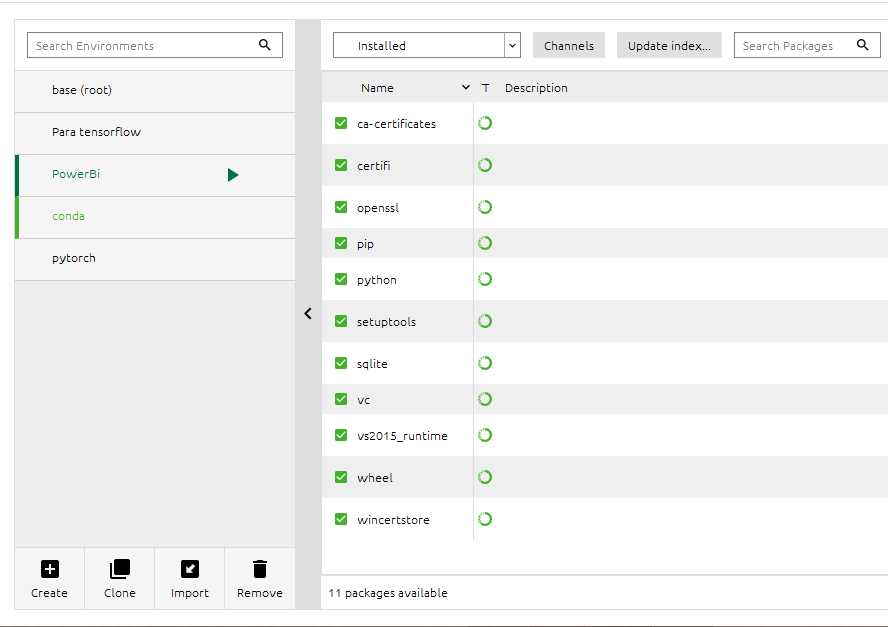 Search Environments
base (root)
Para tensorflow
PowerBi
conda
pytorch
Create
Clone
Import
Remove
Installed
Channels
Update index...
Search Packages
Name
T
Description
ca-certificates
certifi
openssl
pip
python
setuptools
sqlite
vc
vs2015_runtime
wheel
wincertstore
11 packages available